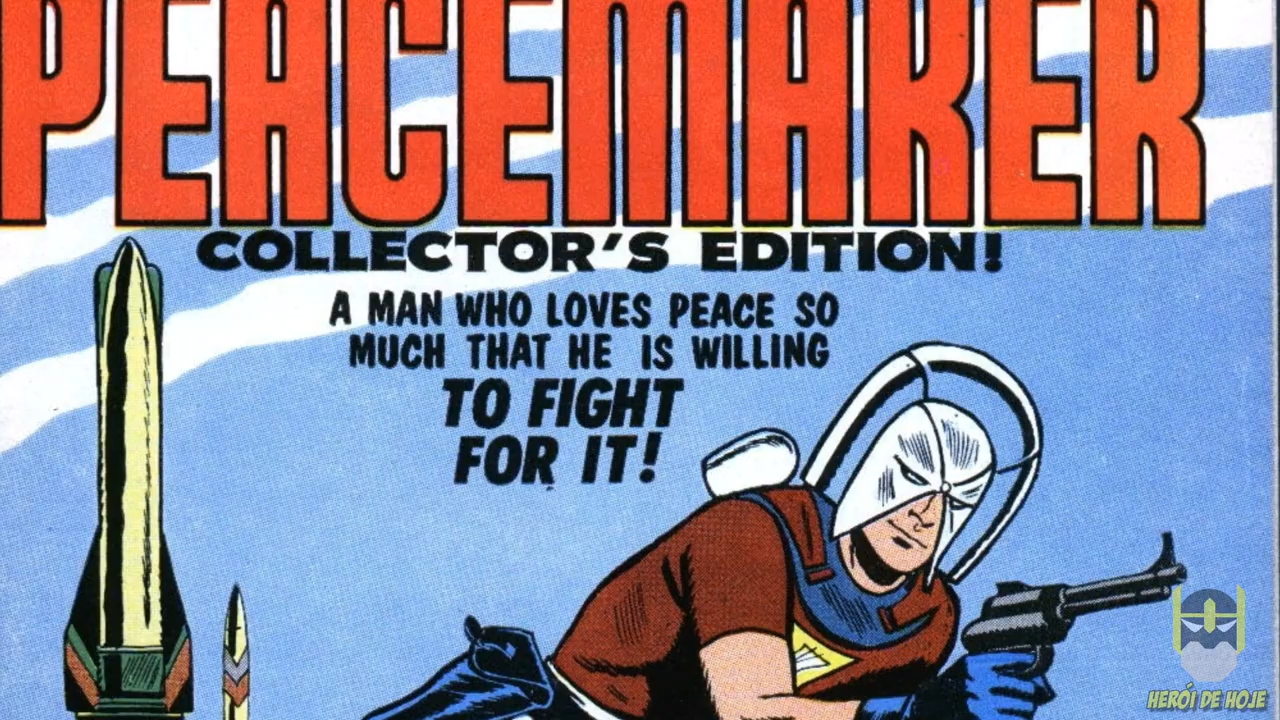 PEACEMAKER
COLLECTOR'S EDITION!
A MAN WHO LOVES PEACE SO
MUCH THAT HE IS WILLING
TO FIGHT
FOR IT!
HERÓI DE HOJE